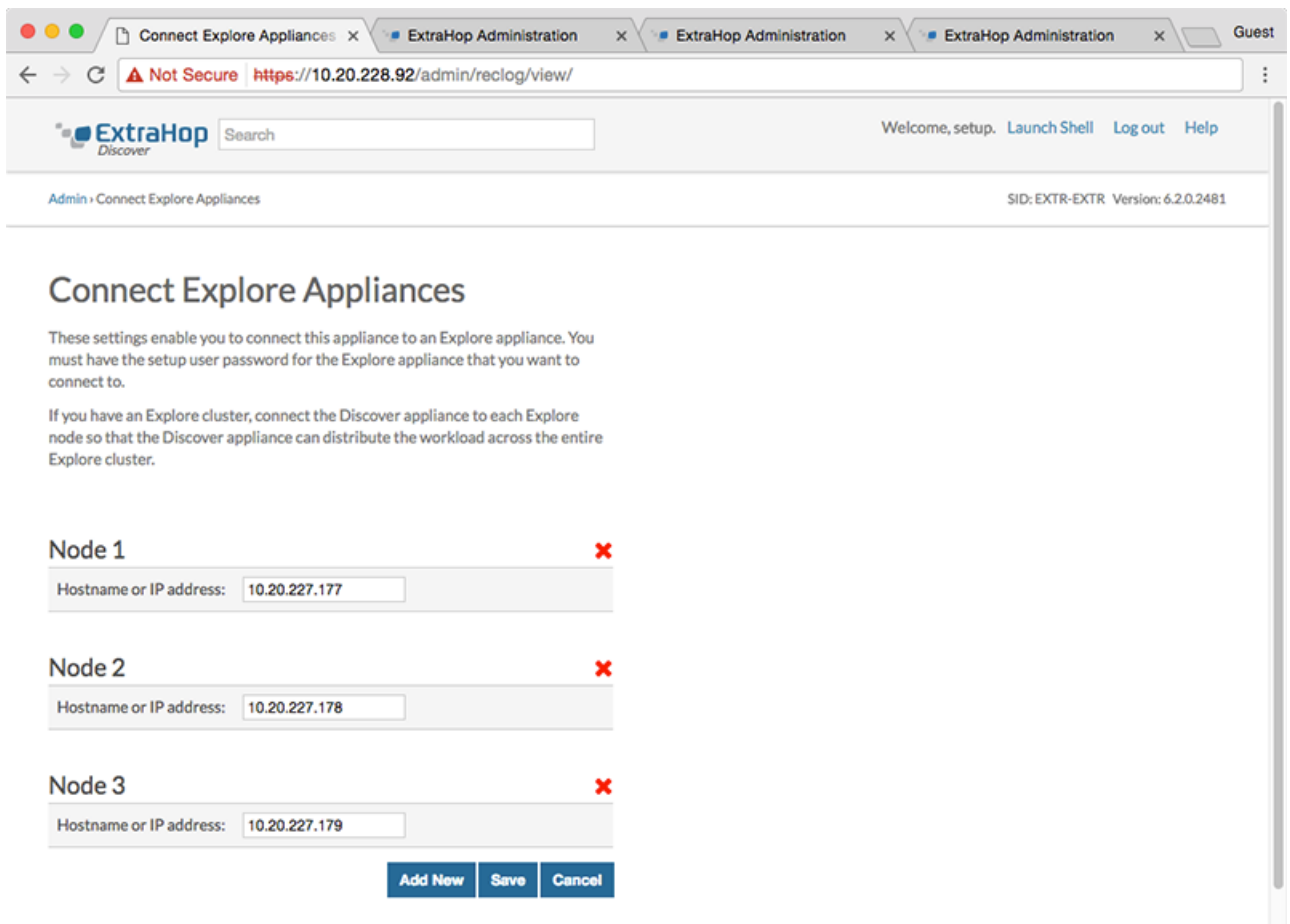 Connect Explore Appliances
ExtraHop Administration
ExtraHop Administration
ExtraHop Administration
Guest
Not Secure https://10.20.228.92/admin/reclog/view/
ExtraHop
Discover
Search
Welcome, setup. Launch Shell Log out Help
Admin › Connect Explore Appliances
SID: EXTR-EXTR Version: 6.2.0.2481
Connect Explore Appliances
These settings enable you to connect this appliance to an Explore appliance. You
must have the setup user password for the Explore appliance that you want to
connect to.
If you have an Explore cluster, connect the Discover appliance to each Explore
node so that the Discover appliance can distribute the workload across the entire
Explore cluster.
Node 1
Hostname or IP address: 10.20.227.177
Node 2
Hostname or IP address: 10.20.227.178
Node 3
Hostname or IP address: 10.20.227.179
Add New Save Cancel